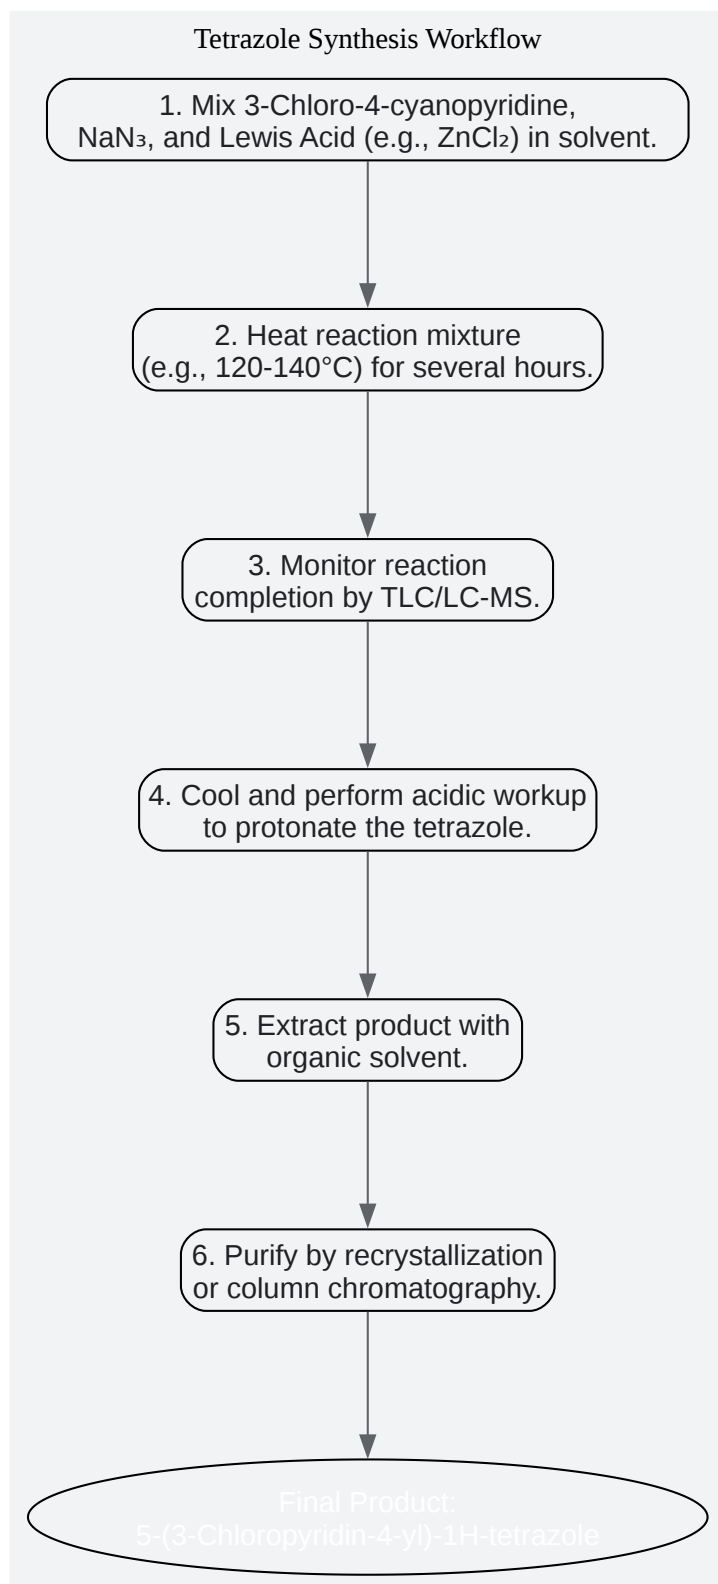 Tetrazole Synthesis Workflow
1. Mix 3-Chloro-4-cyanopyridine,
NaN₃, and Lewis Acid (e.g., ZnCl₂) in solvent.
2. Heat reaction mixture
(e.g., 120-140°C) for several hours.
3. Monitor reaction
completion by TLC/LC-MS.
4. Cool and perform acidic workup
to protonate the tetrazole.
5. Extract product with
organic solvent.
6. Purify by recrystallization
or column chromatography.
Final Product:
5-(3-Chloropyridin-4-yl)-1H-tetrazole